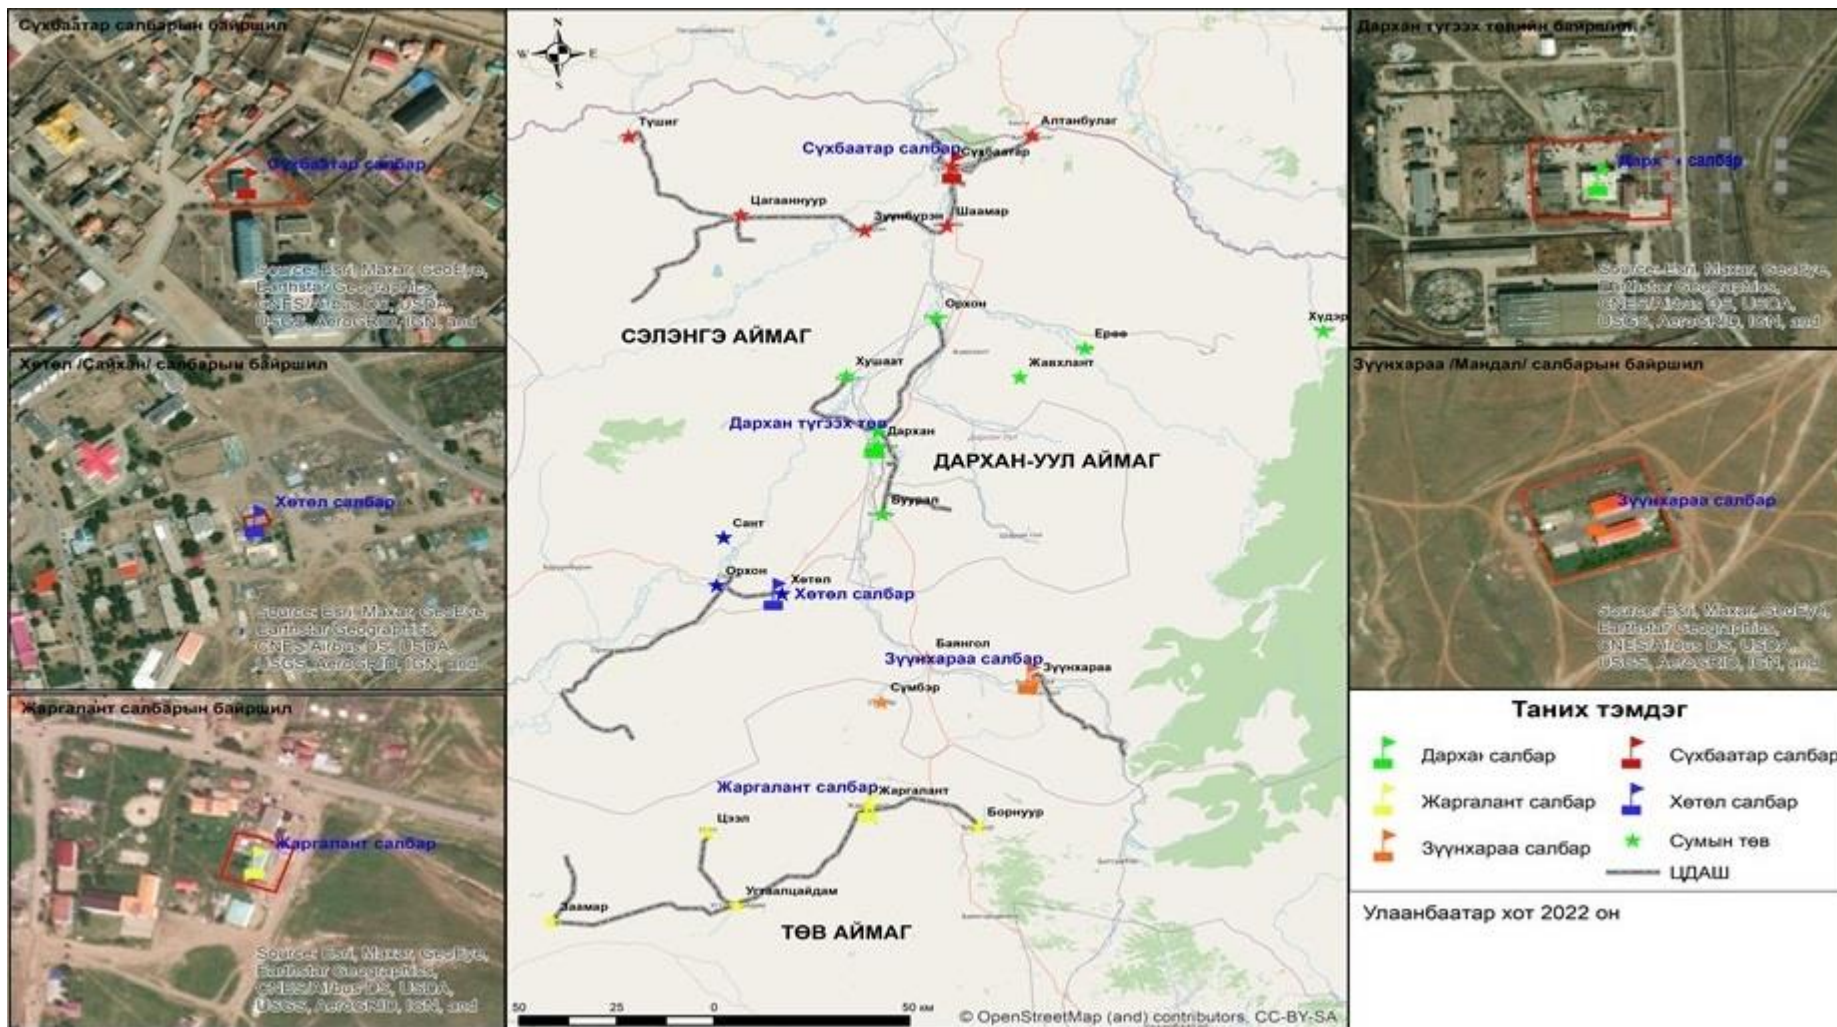 Сүхбаатар салбарын байршил
Сүхбаатар салбар
Source: Esri, Maxar, GeoEye,
Earthstar Geographics,
CNES/Airbus DS, USDA,
USGS, AeroGRID, IGN, and
Хөтөл /Сайхан/ салбарын байршил
Хөтөл салбар
Source: Esri, Maxar, GeoEye,
Earthstar Geographics,
CNES/Airbus DS, USDA,
USGS, AeroGRID, IGN, and
Жаргалант салбарын байршил
Жаргалант салбар
Source: Esri, Maxar, GeoEye,
Earthstar Geographics,
CNES/Airbus DS, USDA,
USGS, AeroGRID, IGN, and
N
W E
S
Түшиг
Алтанбулаг
Сүхбаатар салбар
Сүхбаатар
Цагааннуур
Зүүнбүрэн
Шаамар
Орхон
СЭЛЭНГЭ АЙМАГ
Хүдэр
Ерөө
Хушаат
Жавхлант
Дархан түгээх төв
Дархан
ДАРХАН-УУЛ АЙМАГ
Буурал
Сант
Орхон
Хөтөл
Хөтөл салбар
Баянгол
Зүүнхараа салбар
Зүүнхараа
Сүмбэр
Жаргалант салбар
Жаргалант
Цээл
Борнуур
Угтаалцайдам
Заамар
ТӨВ АЙМАГ
50 25 0 50 км
© OpenStreetMap (and) contributors, CC-BY-SA
Дархан түгээх төвийн байршил
салбар
Source: Esri, Maxar, GeoEye,
Earthstar Geographics,
CNES/Airbus DS, USDA,
USGS, AeroGRID, IGN, and
Зүүнхараа /Мандал/ салбарын байршил
Зүүнхараа салбар
Source: Esri, Maxar, GeoEye,
Earthstar Geographics,
CNES/Airbus DS, USDA,
USGS, AeroGRID, IGN, and
Таних тэмдэг
Дархан салбар
Сүхбаатар салбар
Жаргалант салбар
Хөтөл салбар
Зүүнхараа салбар
Сумын төв
ЦДАШ
Улаанбаатар хот 2022 он